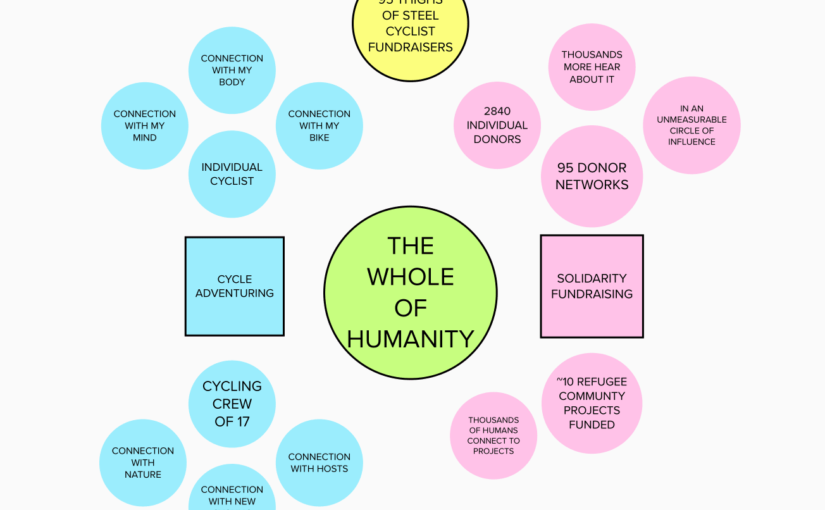 95 THIGHS
OF STEEL
CYCLIST
FUNDRAISERS
CONNECTION
WITH MY
BODY
CONNECTION
WITH MY
MIND
CONNECTION
WITH MY
BIKE
INDIVIDUAL
CYCLIST
THOUSANDS
MORE HEAR
ABOUT IT
2840
INDIVIDUAL
DONORS
IN AN
UNMEASURABLE
CIRCLE OF
INFLUENCE
95 DONOR
NETWORKS
CYCLE
ADVENTURING
THE
WHOLE
OF
HUMANITY
SOLIDARITY
FUNDRAISING
CYCLING
CREW
OF 17
CONNECTION
WITH
NATURE
CONNECTION
WITH HOSTS
CONNECTION
WITH NEW
~10 REFUGEE
COMMUNTY
PROJECTS
FUNDED
THOUSANDS
OF HUMANS
CONNECT TO
PROJECTS